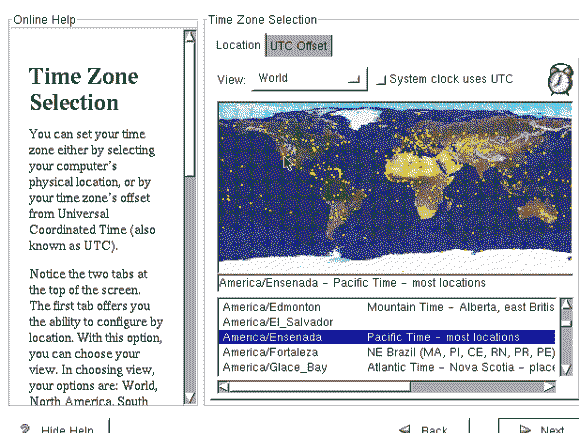 Online Help
Time Zone
Selection
You can set your time
zone either by selecting
your computer's
physical location, or by
your time zone's offset
from Universal
Coordinated Time (also
known as UTC).
Notice the two tabs at
the top of the screen.
The first tab offers you
the ability to configure by
location. With this option,
you can choose your
view. In choosing view,
your options are: World,
North America, South
Time Zone Selection
Location UTC Offset
View: World System clock uses UTC
America/Ensenada - Pacific Time - most locations
America/Edmonton Mountain Time - Alberta, east Britis
America/El_Salvador
America/Ensenada Pacific Time - most locations
America/Fortaleza NE Brazil (MA, PI, CE, RN, PR, PE)
America/Glace_Bay Atlantic Time - Nova Scotia - place
? Hide Help Back Next